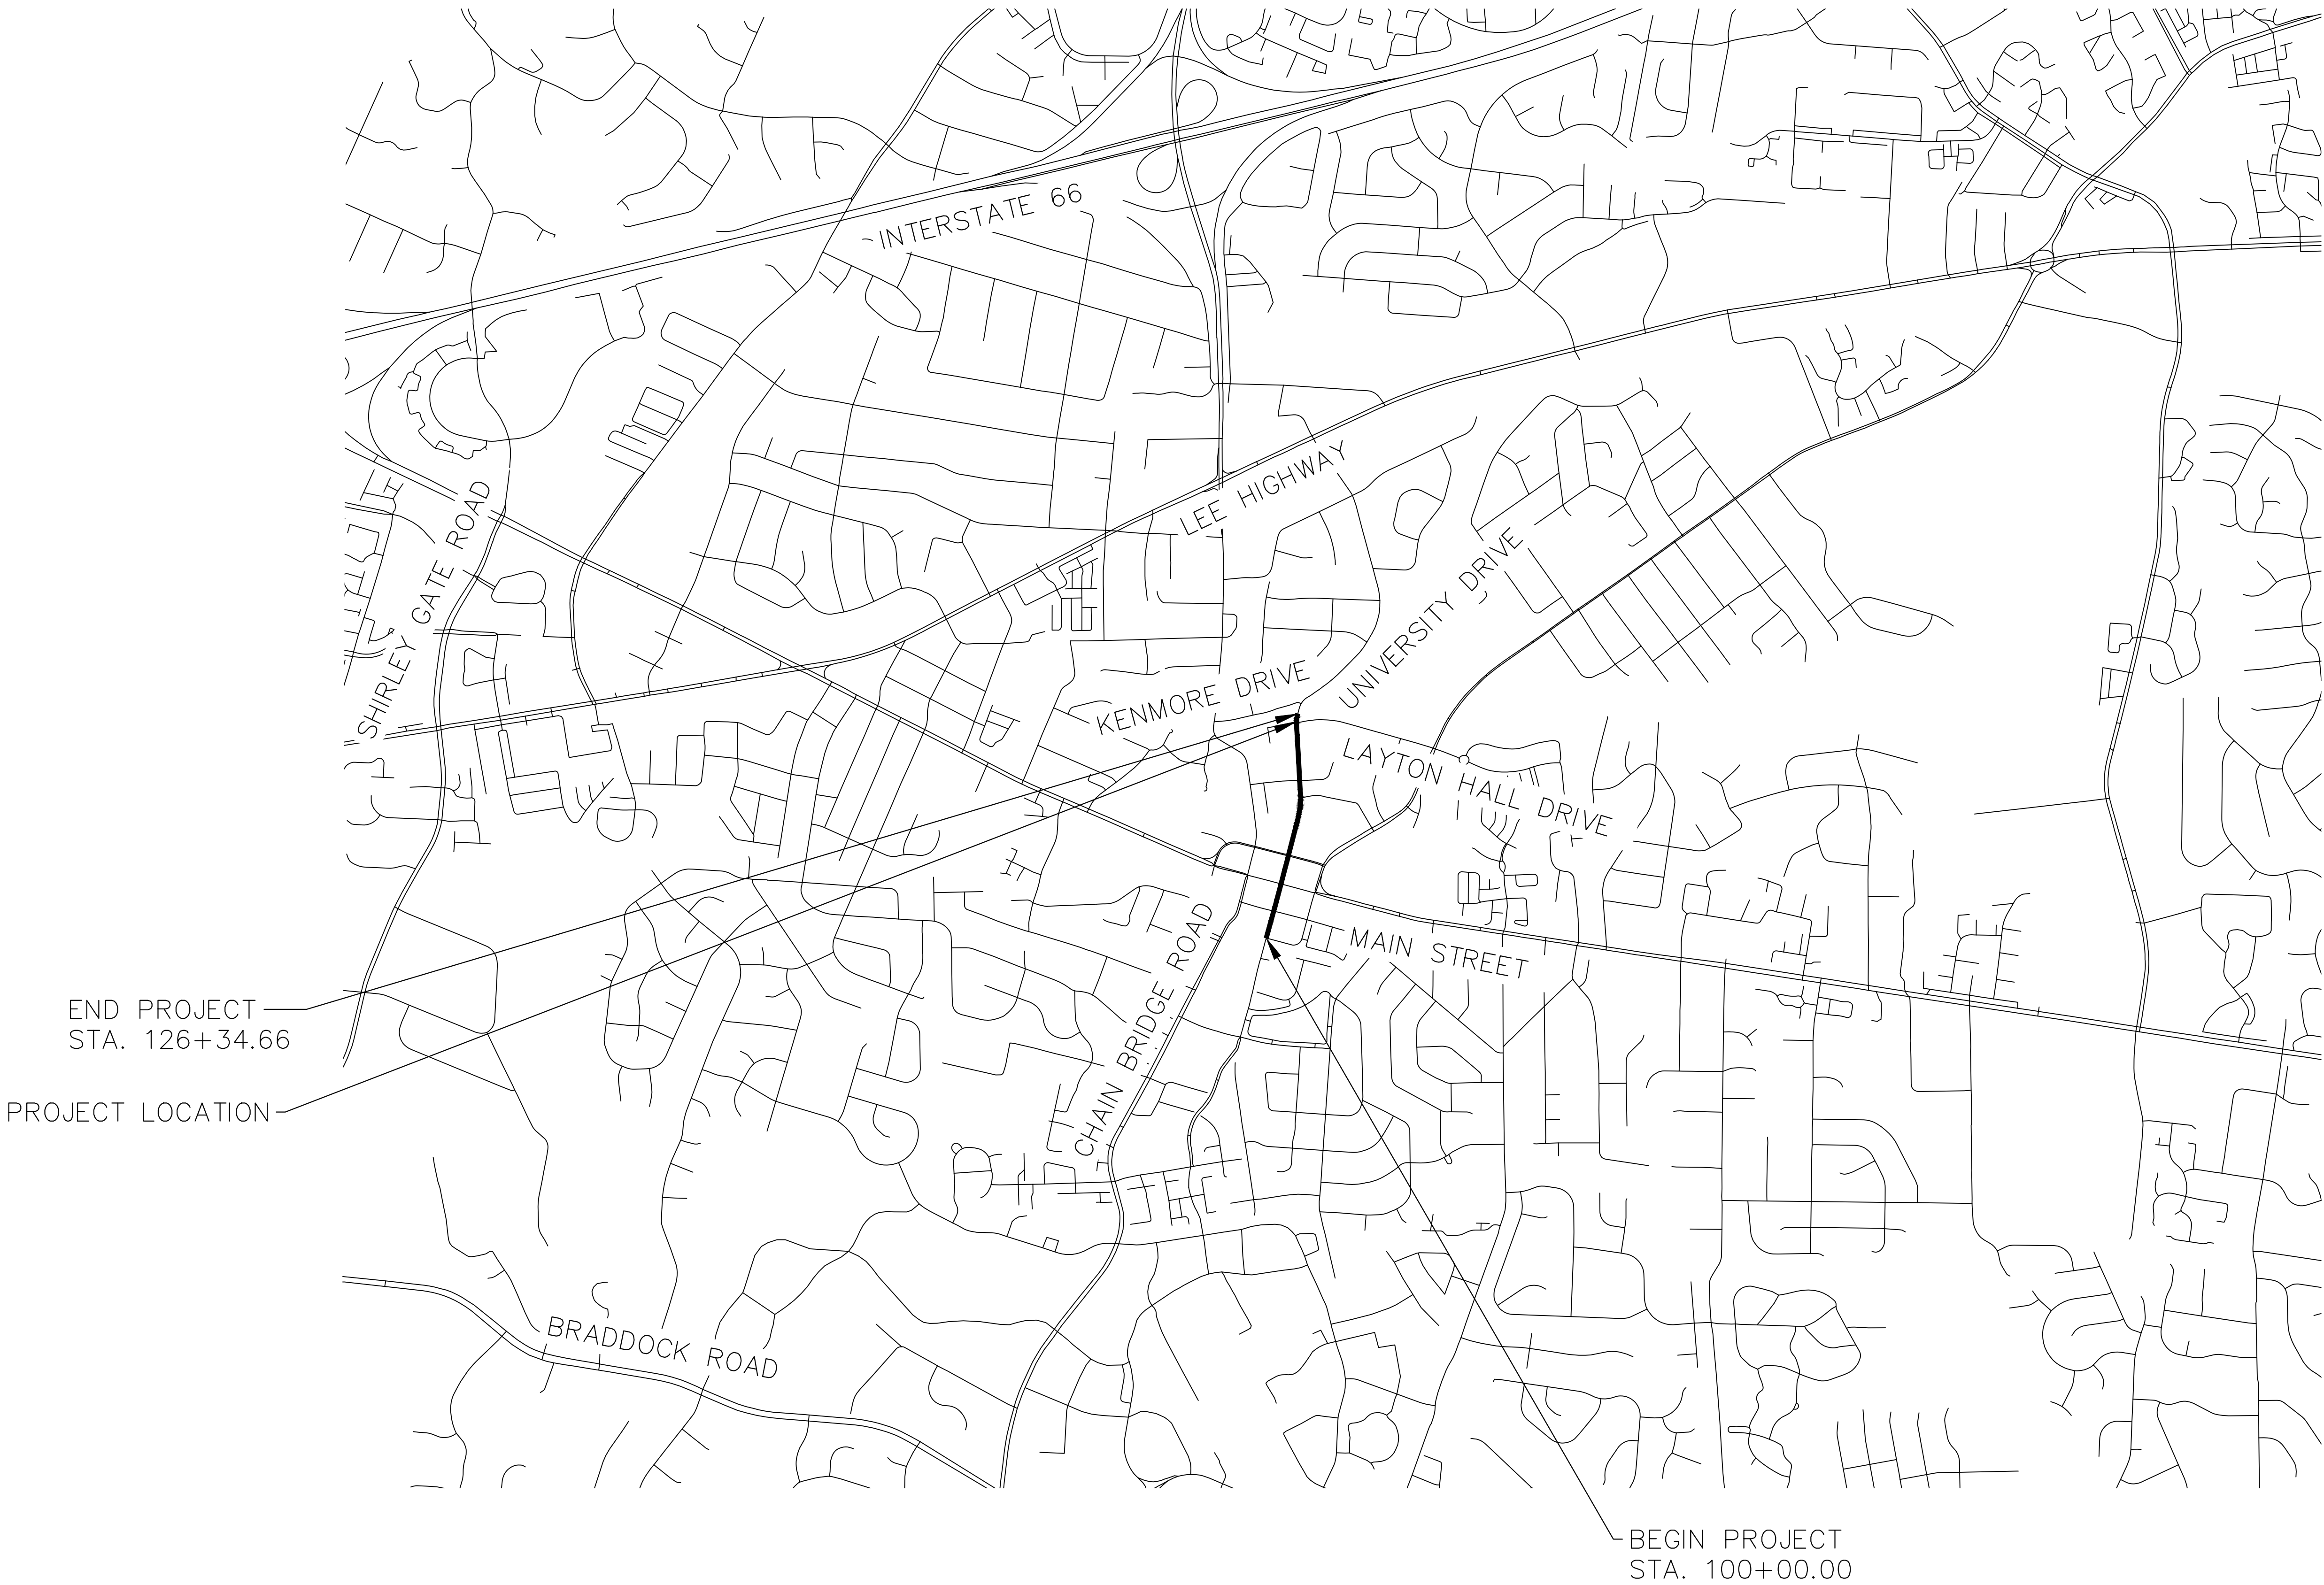 INTERSTATE 66
LEE HIGHWAY
SHIRLEY GATE ROAD
UNIVERSITY DRIVE
KENMORE DRIVE
LAYTON HALL DRIVE
MAIN STREET
CHAIN BRIDGE ROAD
END PROJECT
STA. 126+34.66
PROJECT LOCATION
BRADDOCK ROAD
BEGIN PROJECT
STA. 100+00.00